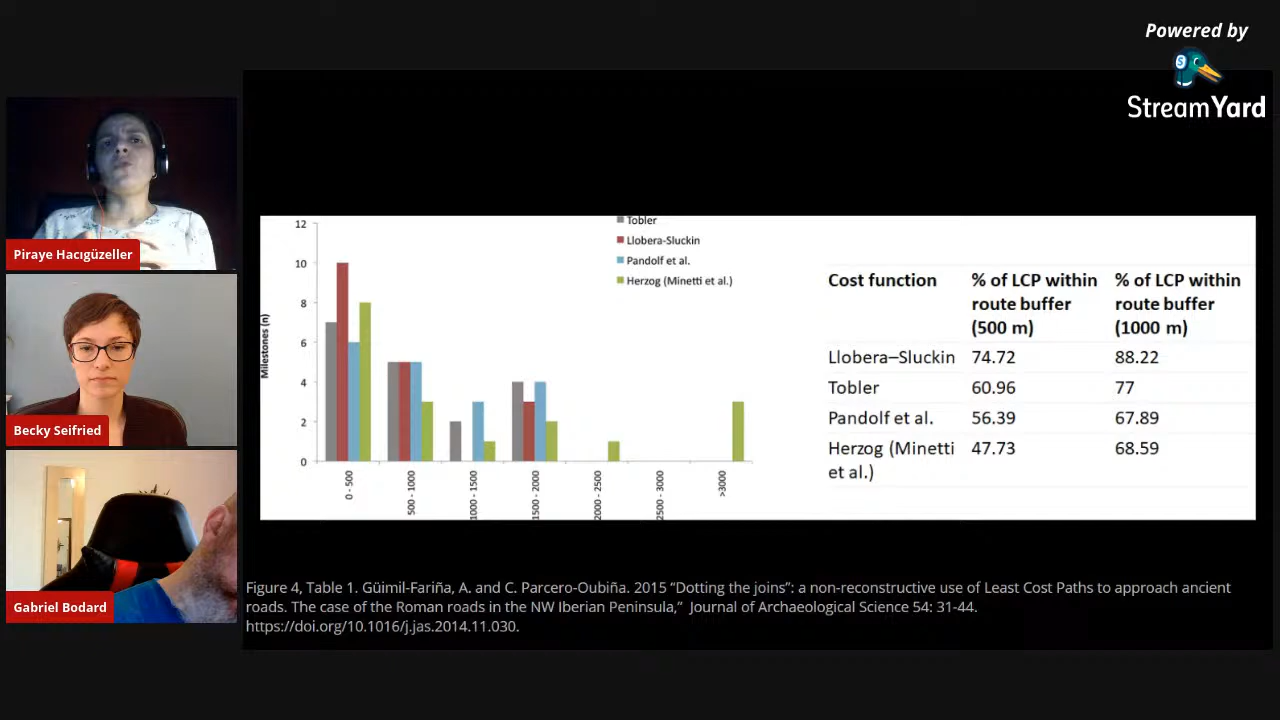 Powered by
StreamYard
Piraye Hacıgüzeller
Becky Seifried
Gabriel Bodard
Tobler
Llobera-Sluckin
Pandolf et al.
Herzog (Minetti et al.)
Milestones (n)
12
10
8
6
4
2
0
0 - 500
500 - 1000
1000 - 1500
1500 - 2000
2000 - 2500
2500 - 3000
>3000
Cost function % of LCP within % of LCP within
route buffer route buffer
(500 m) (1000 m)
Llobera–Sluckin 74.72 88.22
Tobler 60.96 77
Pandolf et al. 56.39 67.89
Herzog (Minetti 47.73 68.59
et al.)
Figure 4, Table 1. Güimil-Fariña, A. and C. Parcero-Oubiña. 2015 “Dotting the joins”: a non-reconstructive use of Least Cost Paths to approach ancient
roads. The case of the Roman roads in the NW Iberian Peninsula,” Journal of Archaeological Science 54: 31-44.
https://doi.org/10.1016/j.jas.2014.11.030.